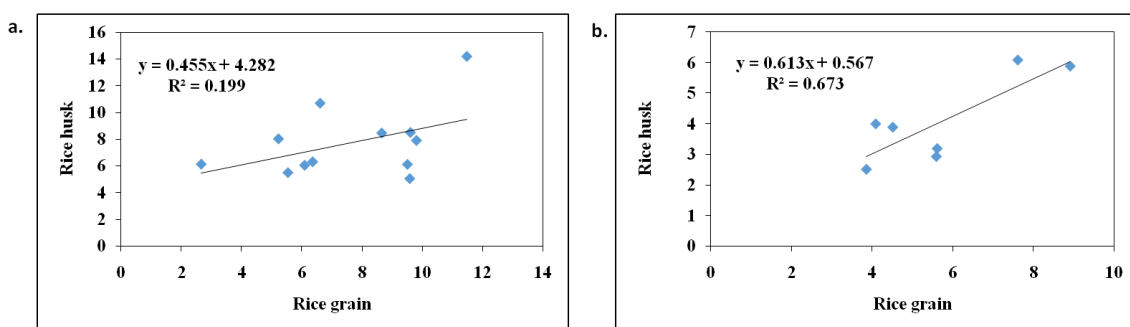 a.
y = 0.455x + 4.282
R² = 0.199
16
14
12
10
8
6
4
2
0
Rice husk
0 2 4 6 8 10 12 14
Rice grain
b.
y = 0.613x + 0.567
R² = 0.673
7
6
5
4
3
2
1
0
Rice husk
0 2 4 6 8 10
Rice grain